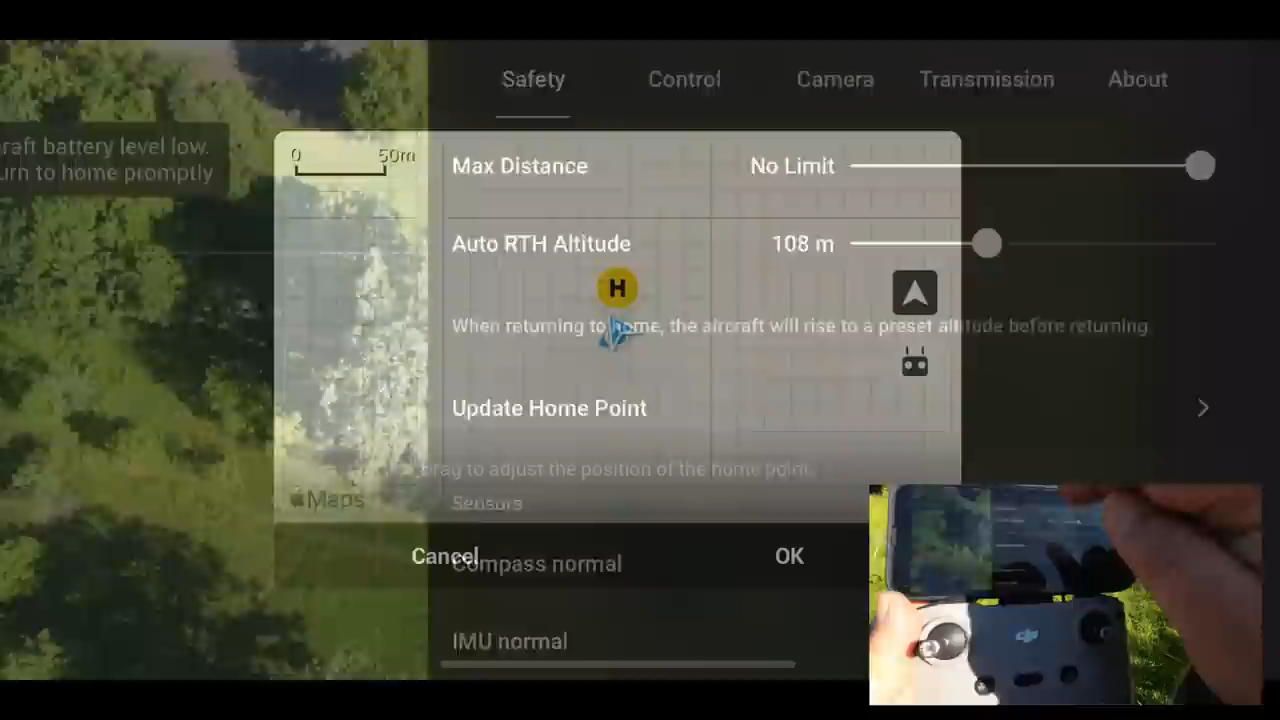 Safety Control Camera Transmission About
raft battery level low.
urn to home promptly
0 50m
Max Distance No Limit
Auto RTH Altitude 108 m
H
When returning to home, the aircraft will rise to a preset altitude before returning
Update Home Point
Drag to adjust the position of the home point.
Maps
Sensors
Cancel OK
Compass normal
IMU normal
dji